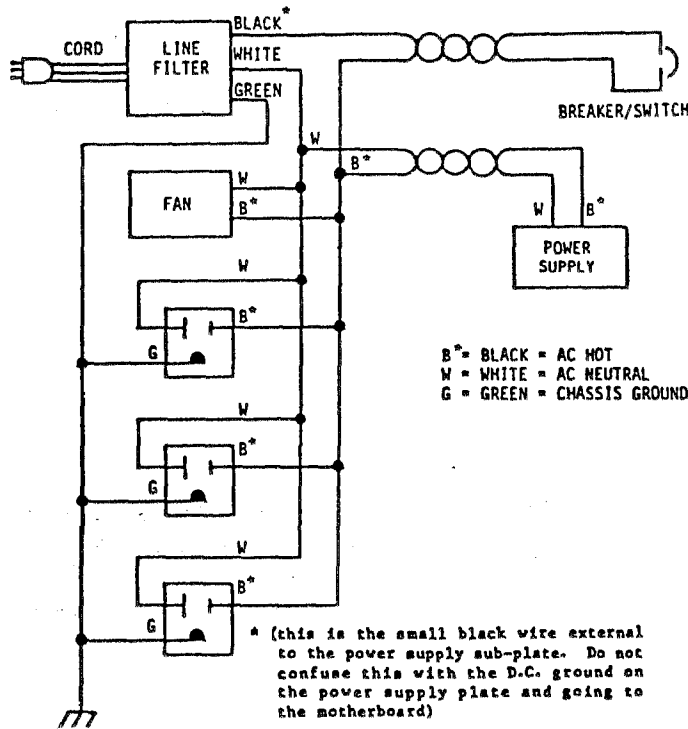 BLACK*
CORD
LINE
FILTER
WHITE
GREEN
BREAKER/SWITCH
W
B*
FAN
W
B*
W
B*
POWER
SUPPLY
W
B*
G
B*= BLACK = AC HOT
W = WHITE = AC NEUTRAL
G = GREEN = CHASSIS GROUND
W
B*
G
W
B*
G
* (this is the small black wire external
to the power supply sub-plate. Do not
confuse this with the D.C. ground on
the power supply plate and going to
the motherboard)